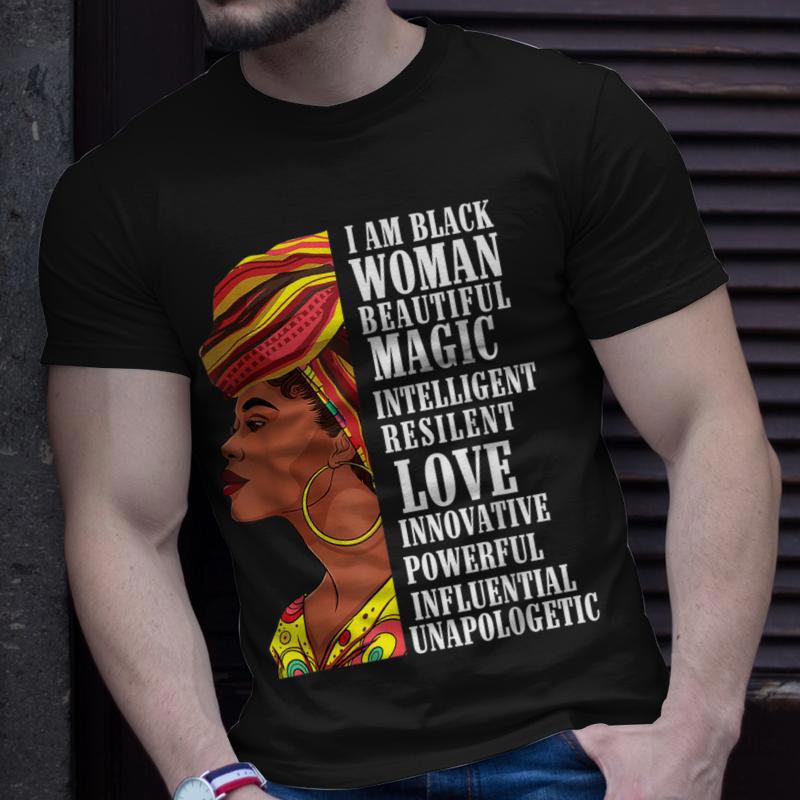 I AM BLACK
WOMAN
BEAUTIFUL
MAGIC
INTELLIGENT
RESILENT
LOVE
INNOVATIVE
POWERFUL
INFLUENTIAL
UNAPOLOGETIC